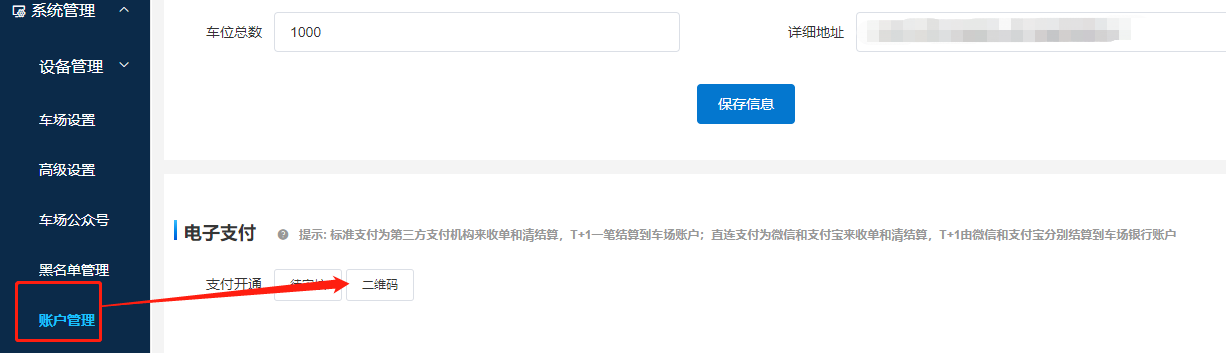 系统管理
设备管理
车场设置
高级设置
车场公众号
黑名单管理
账户管理
车位总数 1000 详细地址
保存信息
电子支付 提示: 标准支付为第三方支付机构来收单和清结算，T+1一笔结算到车场账户；直连支付为微信和支付宝来收单和清结算，T+1由微信和支付宝分别结算到车场银行账户
支付开通 二维码